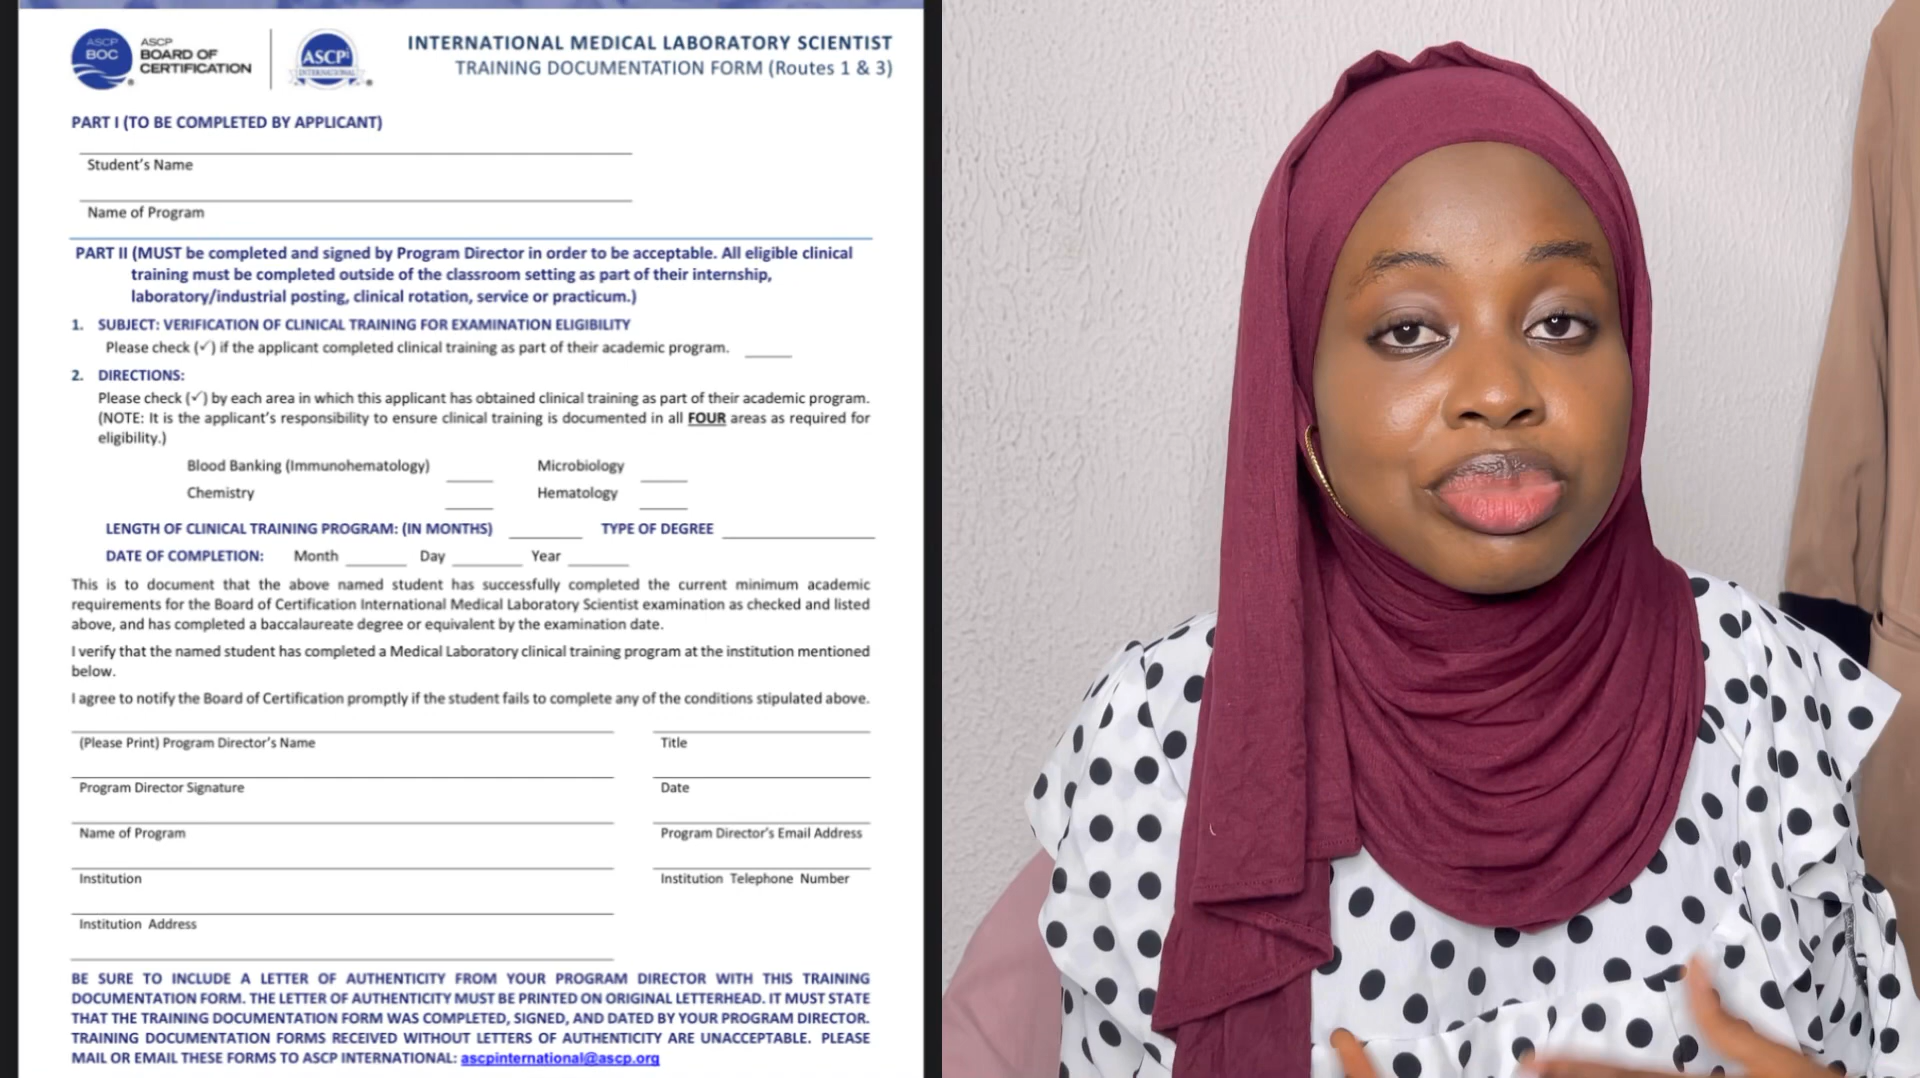 ASCP
BOC
ASCP
BOARD OF
CERTIFICATION
ASCPi
INTERNATIONAL
INTERNATIONAL MEDICAL LABORATORY SCIENTIST
TRAINING DOCUMENTATION FORM (Routes 1 & 3)
PART I (TO BE COMPLETED BY APPLICANT)
Student's Name
Name of Program
PART II (MUST be completed and signed by Program Director in order to be acceptable. All eligible clinical
training must be completed outside of the classroom setting as part of their internship,
laboratory/industrial posting, clinical rotation, service or practicum.)
1. SUBJECT: VERIFICATION OF CLINICAL TRAINING FOR EXAMINATION ELIGIBILITY
Please check (✓) if the applicant completed clinical training as part of their academic program. ______
2. DIRECTIONS:
Please check (✓) by each area in which this applicant has obtained clinical training as part of their academic program.
(NOTE: It is the applicant's responsibility to ensure clinical training is documented in all FOUR areas as required for
eligibility.)
Blood Banking (Immunohematology) ______ Microbiology ______
Chemistry ______ Hematology ______
LENGTH OF CLINICAL TRAINING PROGRAM: (IN MONTHS) ______ TYPE OF DEGREE ______
DATE OF COMPLETION: Month ______ Day ______ Year ______
This is to document that the above named student has successfully completed the current minimum academic
requirements for the Board of Certification International Medical Laboratory Scientist examination as checked and listed
above, and has completed a baccalaureate degree or equivalent by the examination date.
I verify that the named student has completed a Medical Laboratory clinical training program at the institution mentioned
below.
I agree to notify the Board of Certification promptly if the student fails to complete any of the conditions stipulated above.
(Please Print) Program Director's Name Title
Program Director Signature Date
Name of Program Program Director's Email Address
Institution Institution Telephone Number
Institution Address
BE SURE TO INCLUDE A LETTER OF AUTHENTICITY FROM YOUR PROGRAM DIRECTOR WITH THIS TRAINING
DOCUMENTATION FORM. THE LETTER OF AUTHENTICITY MUST BE PRINTED ON ORIGINAL LETTERHEAD. IT MUST STATE
THAT THE TRAINING DOCUMENTATION FORM WAS COMPLETED, SIGNED, AND DATED BY YOUR PROGRAM DIRECTOR.
TRAINING DOCUMENTATION FORMS RECEIVED WITHOUT LETTERS OF AUTHENTICITY ARE UNACCEPTABLE. PLEASE
MAIL OR EMAIL THESE FORMS TO ASCP INTERNATIONAL: ascpinternational@ascp.org